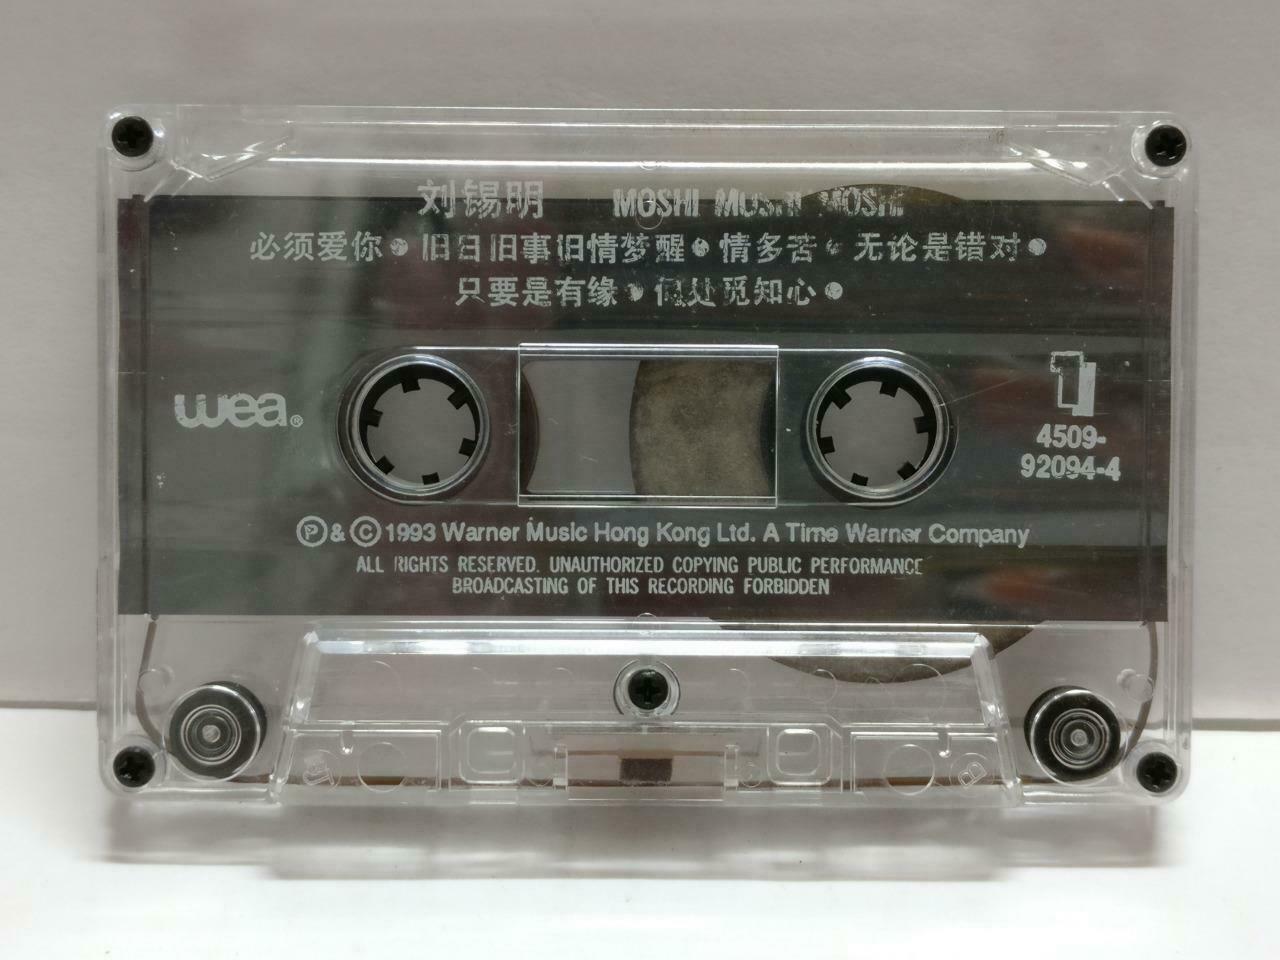 刘锡明 MOSHI MOSHI MOSHI
必须爱你●旧日旧事旧情梦醒●情多苦●无论是错对●
只要是有缘●何处觅知心●
wea®
1
4509-
92094-4
Ⓟ&©1993 Warner Music Hong Kong Ltd. A Time Warner Company
ALL RIGHTS RESERVED. UNAUTHORIZED COPYING PUBLIC PERFORMANCE
BROADCASTING OF THIS RECORDING FORBIDDEN